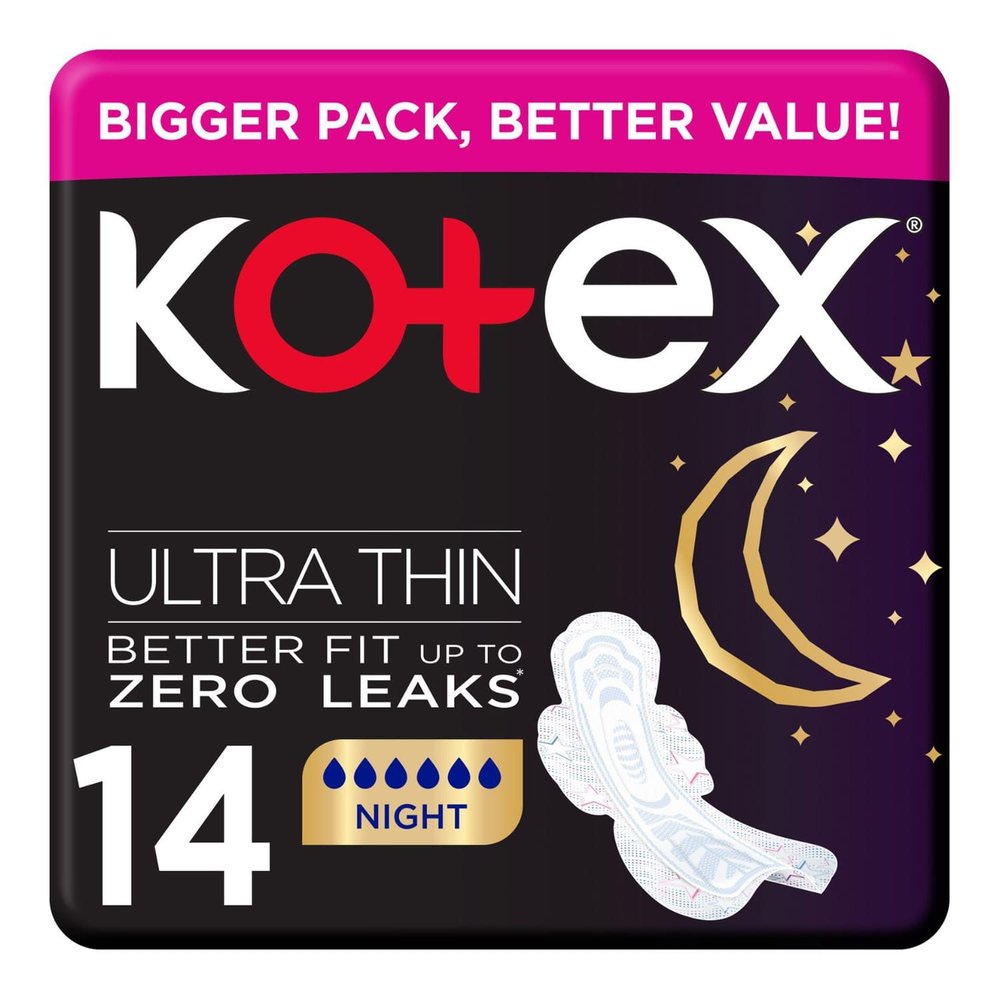 BIGGER PACK, BETTER VALUE!
Kotex®
ULTRA THIN
BETTER FIT UP TO
ZERO LEAKS*
14
NIGHT